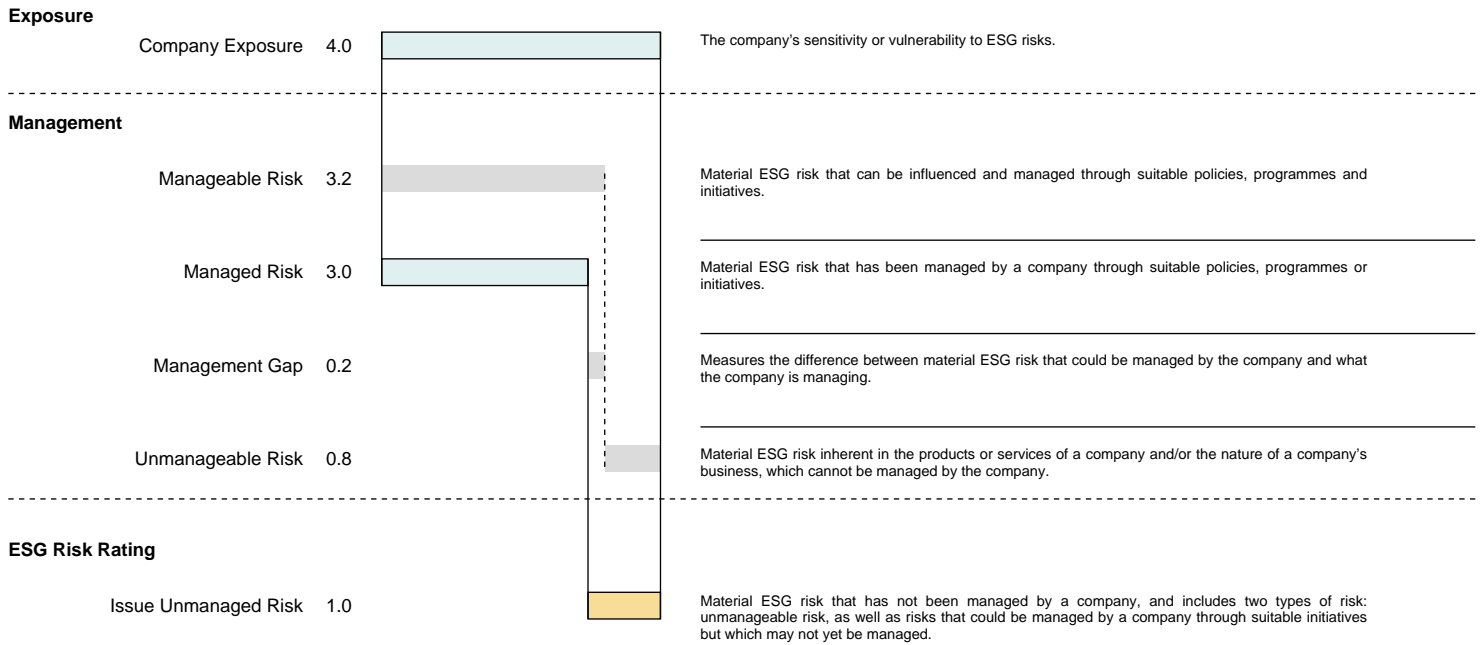 Exposure
Company Exposure 4.0
The company's sensitivity or vulnerability to ESG risks.
Management
Manageable Risk 3.2
Material ESG risk that can be influenced and managed through suitable policies, programmes and
initiatives.
Managed Risk 3.0
Material ESG risk that has been managed by a company through suitable policies, programmes or
initiatives.
Management Gap 0.2
Measures the difference between material ESG risk that could be managed by the company and what
the company is managing.
Unmanageable Risk 0.8
Material ESG risk inherent in the products or services of a company and/or the nature of a company's
business, which cannot be managed by the company.
ESG Risk Rating
Issue Unmanaged Risk 1.0
Material ESG risk that has not been managed by a company, and includes two types of risk:
unmanageable risk, as well as risks that could be managed by a company through suitable initiatives
but which may not yet be managed.